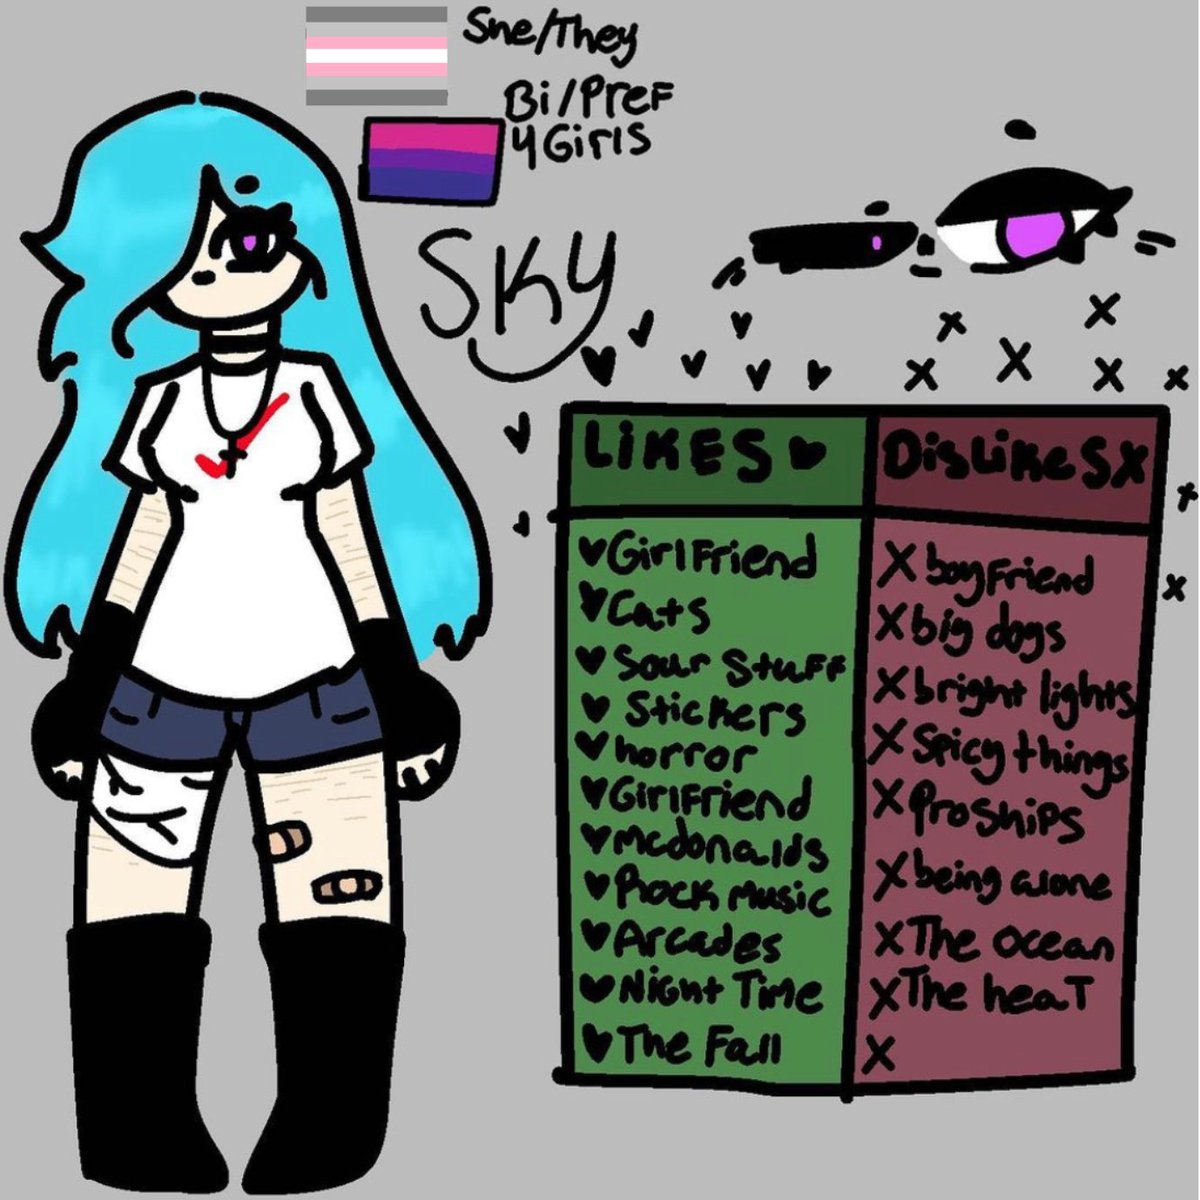 Sne/They
Bi/Pref
4 Girls
SKy
LiKES
DisLikeS X
GirlFriend
Cats
Sour Stuff
Stickers
horror
GirlFriend
mcdonalds
Rock music
Arcades
Night Time
The Fall
X boyfriend
X big dogs
X bright lights
X Spicy things
X Proships
X being alone
X The ocean
X The heaT
X